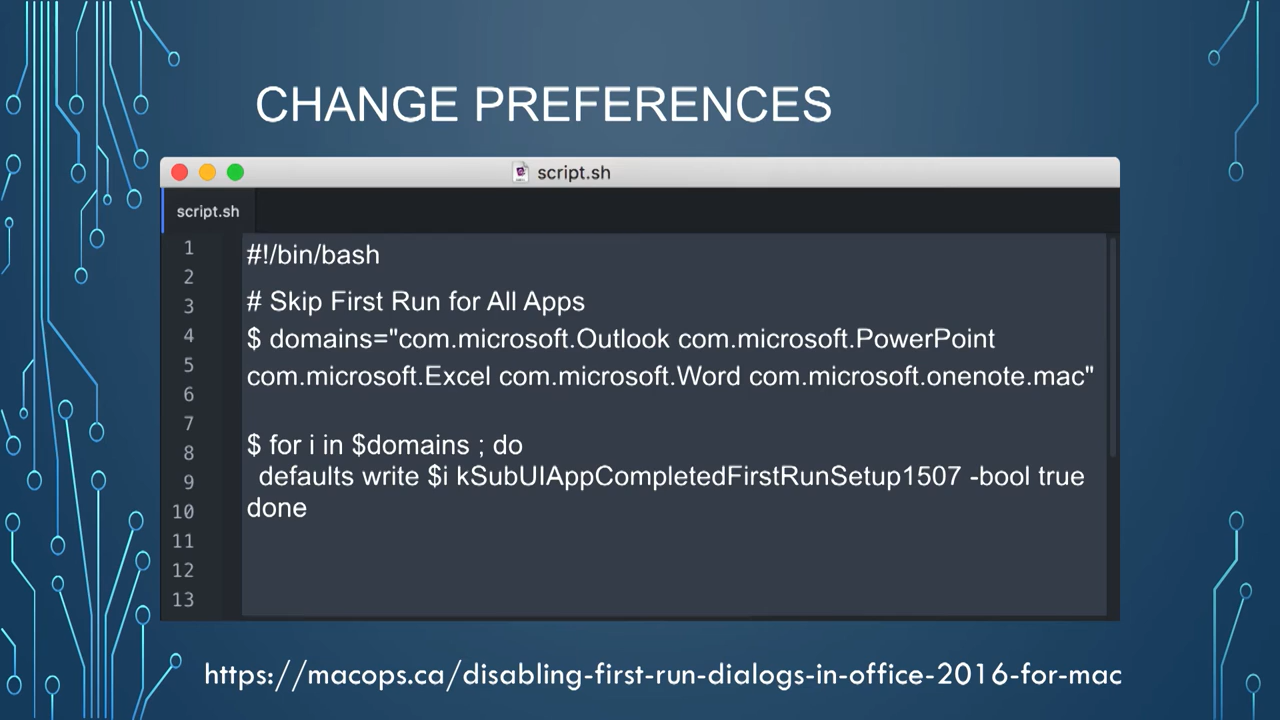 CHANGE PREFERENCES
script.sh
script.sh
1
2
3
4
5
6
7
8
9
10
11
12
13
#!/bin/bash
# Skip First Run for All Apps
$ domains="com.microsoft.Outlook com.microsoft.PowerPoint
com.microsoft.Excel com.microsoft.Word com.microsoft.onenote.mac"
$ for i in $domains ; do
defaults write $i kSubUIAppCompletedFirstRunSetup1507 -bool true
done
https://macops.ca/disabling-first-run-dialogs-in-office-2016-for-mac